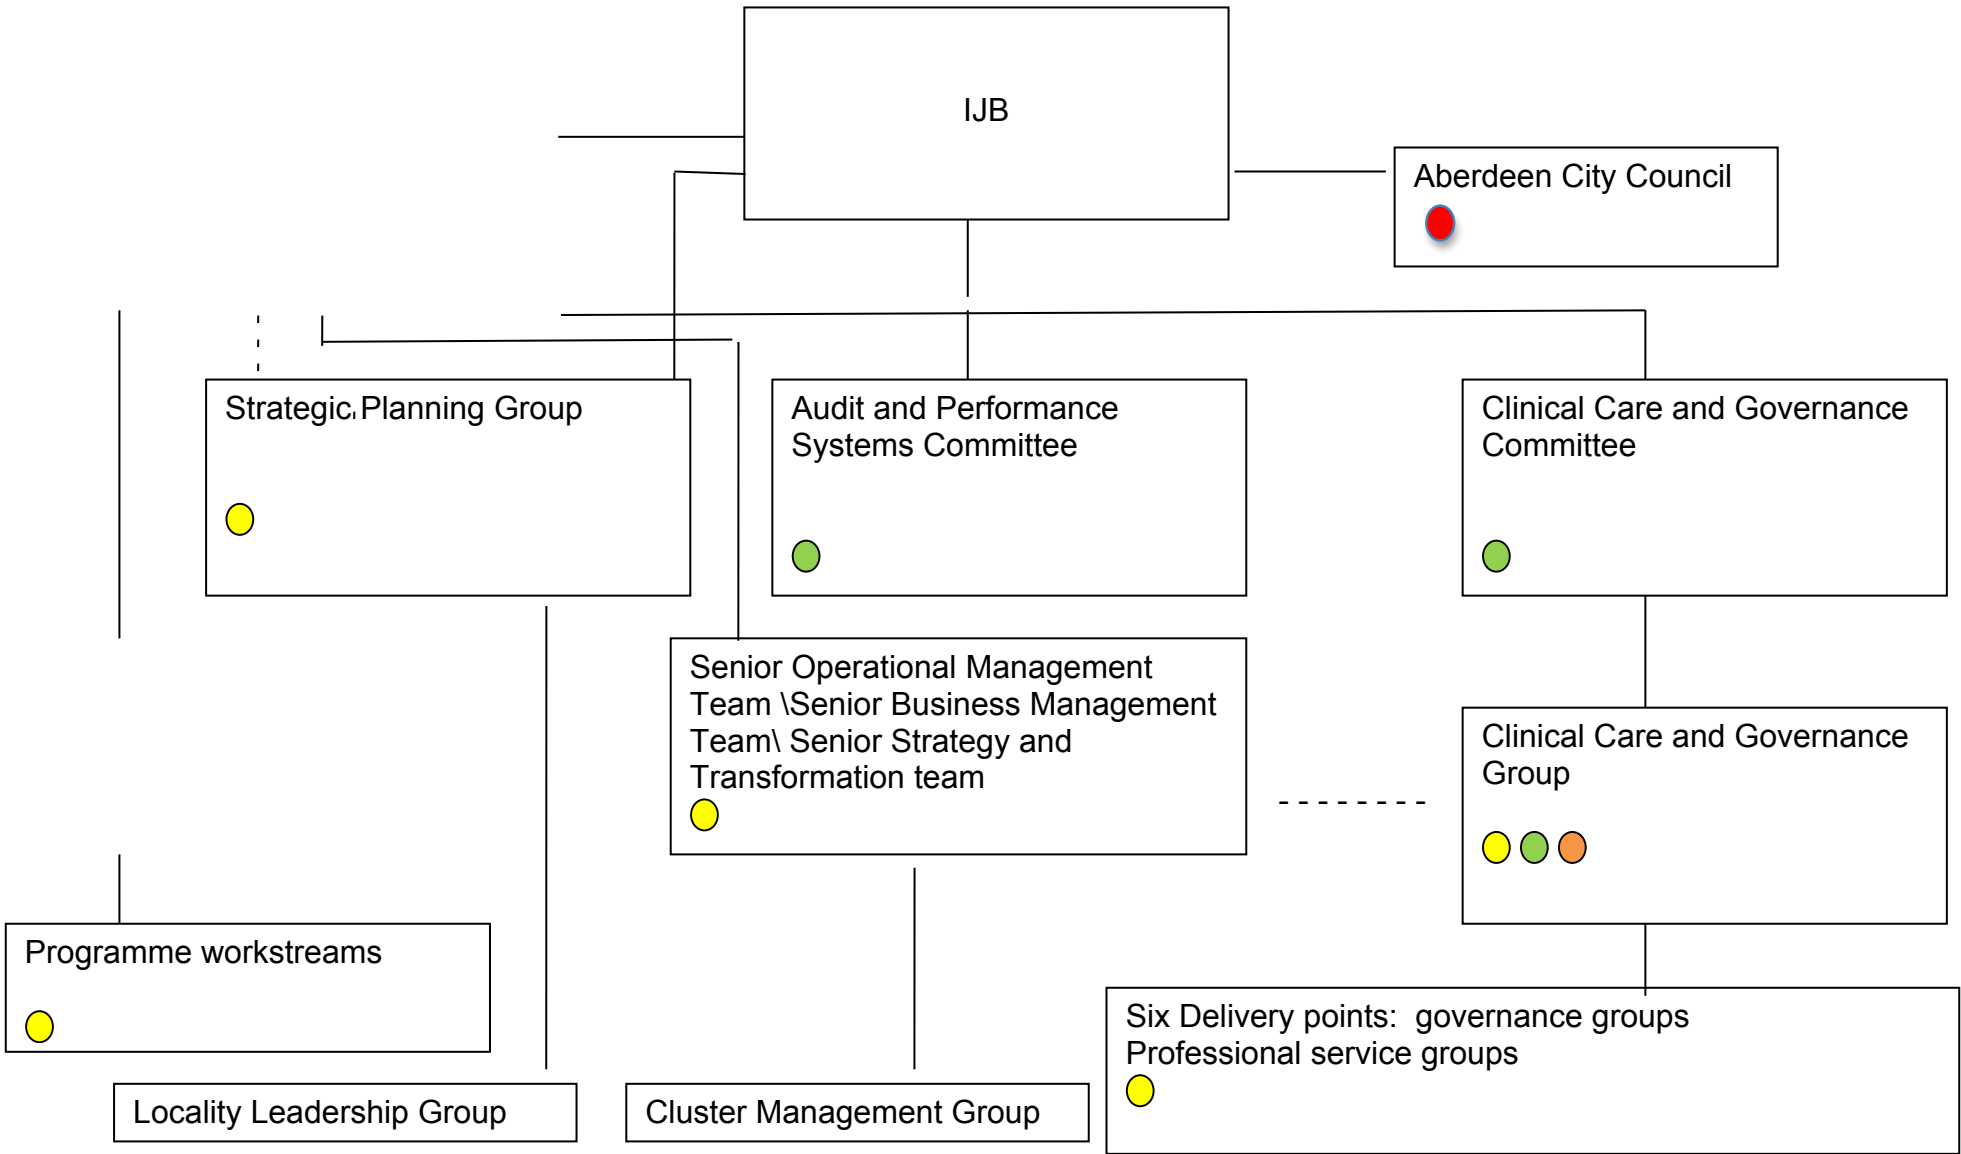 IJB
Aberdeen City Council
Strategic Planning Group
Audit and Performance
Systems Committee
Clinical Care and Governance
Committee
Senior Operational Management
Team \Senior Business Management
Team\ Senior Strategy and
Transformation team
Clinical Care and Governance
Group
Programme workstreams
Six Delivery points:  governance groups
Professional service groups
Locality Leadership Group
Cluster Management Group